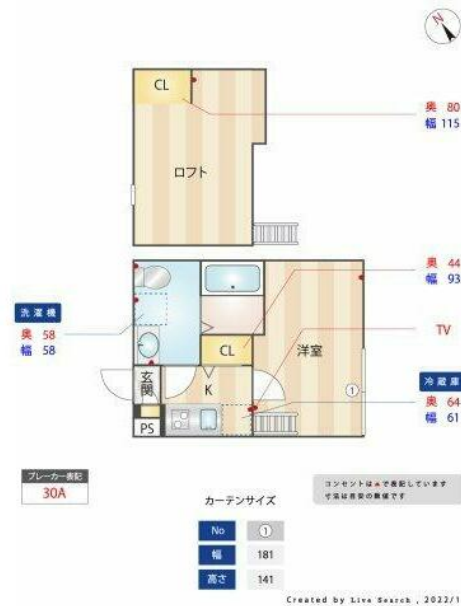 CL
奥 80
幅 115
ロフト
奥 44
幅 93
洗濯機
奥 58
幅 58
TV
CL
洋室
玄関
K
①
冷蔵庫
奥 64
幅 61
PS
ブレーカー表記
30A
コンセントは▲で表記しています
寸法は目安の数値です
カーテンサイズ
No ①
幅 181
高さ 141
Created by Live Search , 2022/1